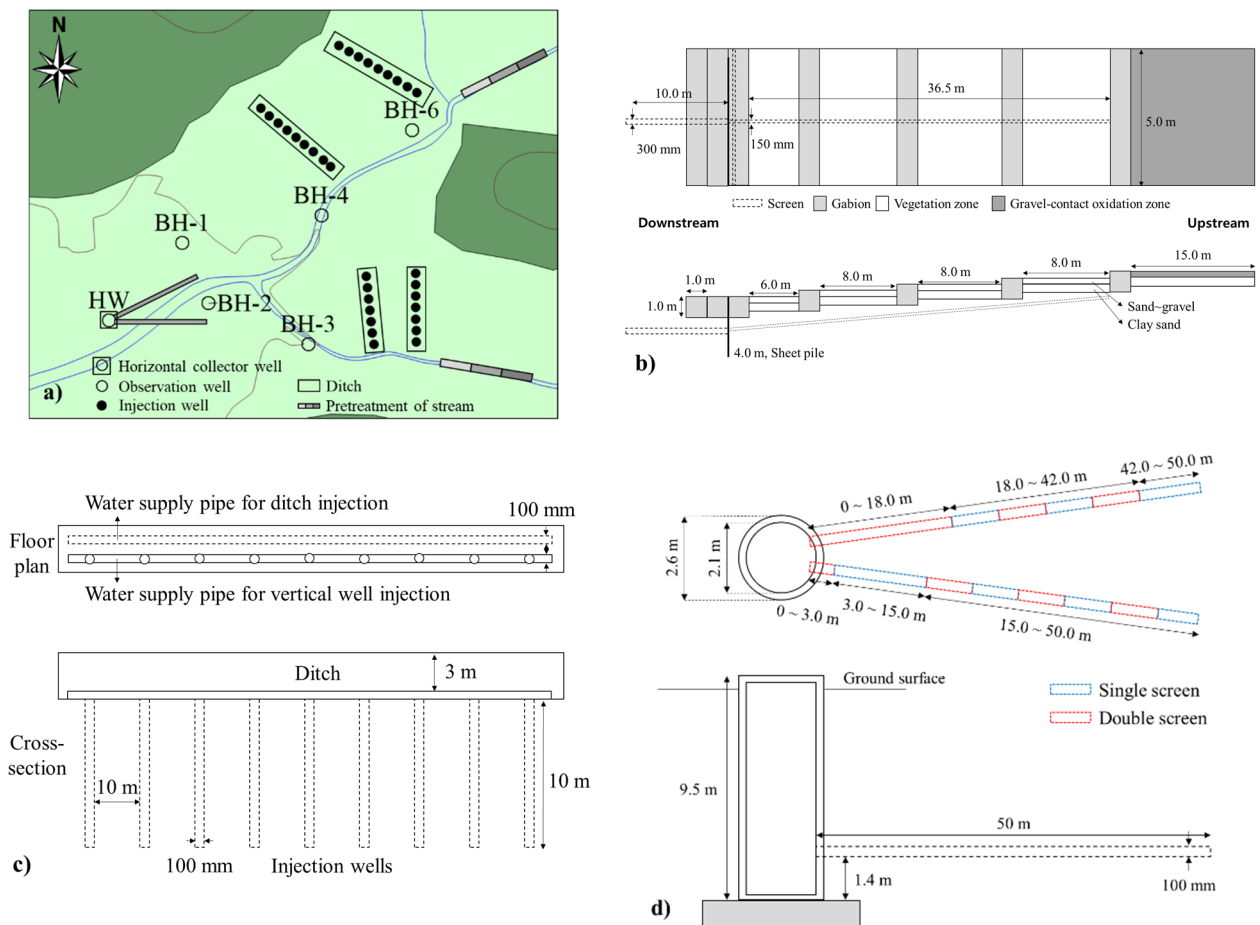 N
BH-6
BH-4
BH-1
HW
BH-2
BH-3
Horizontal collector well
Observation well
Ditch
Injection well
Pretreatment of stream
a)
10.0 m
36.5 m
5.0 m
300 mm
150 mm
Screen
Gabion
Vegetation zone
Gravel-contact oxidation zone
Downstream
Upstream
15.0 m
8.0 m
8.0 m
8.0 m
6.0 m
1.0 m
1.0 m
Sand~gravel
Clay sand
4.0 m, Sheet pile
b)
Water supply pipe for ditch injection
100 mm
Floor
plan
Water supply pipe for vertical well injection
Ditch
3 m
Cross-
section
10 m
10 m
100 mm
Injection wells
c)
42.0 ~ 50.0 m
18.0 ~ 42.0 m
0 ~ 18.0 m
2.6 m
2.1 m
0 ~ 3.0 m
3.0 ~ 15.0 m
15.0 ~ 50.0 m
Ground surface
Single screen
Double screen
9.5 m
50 m
1.4 m
100 mm
d)